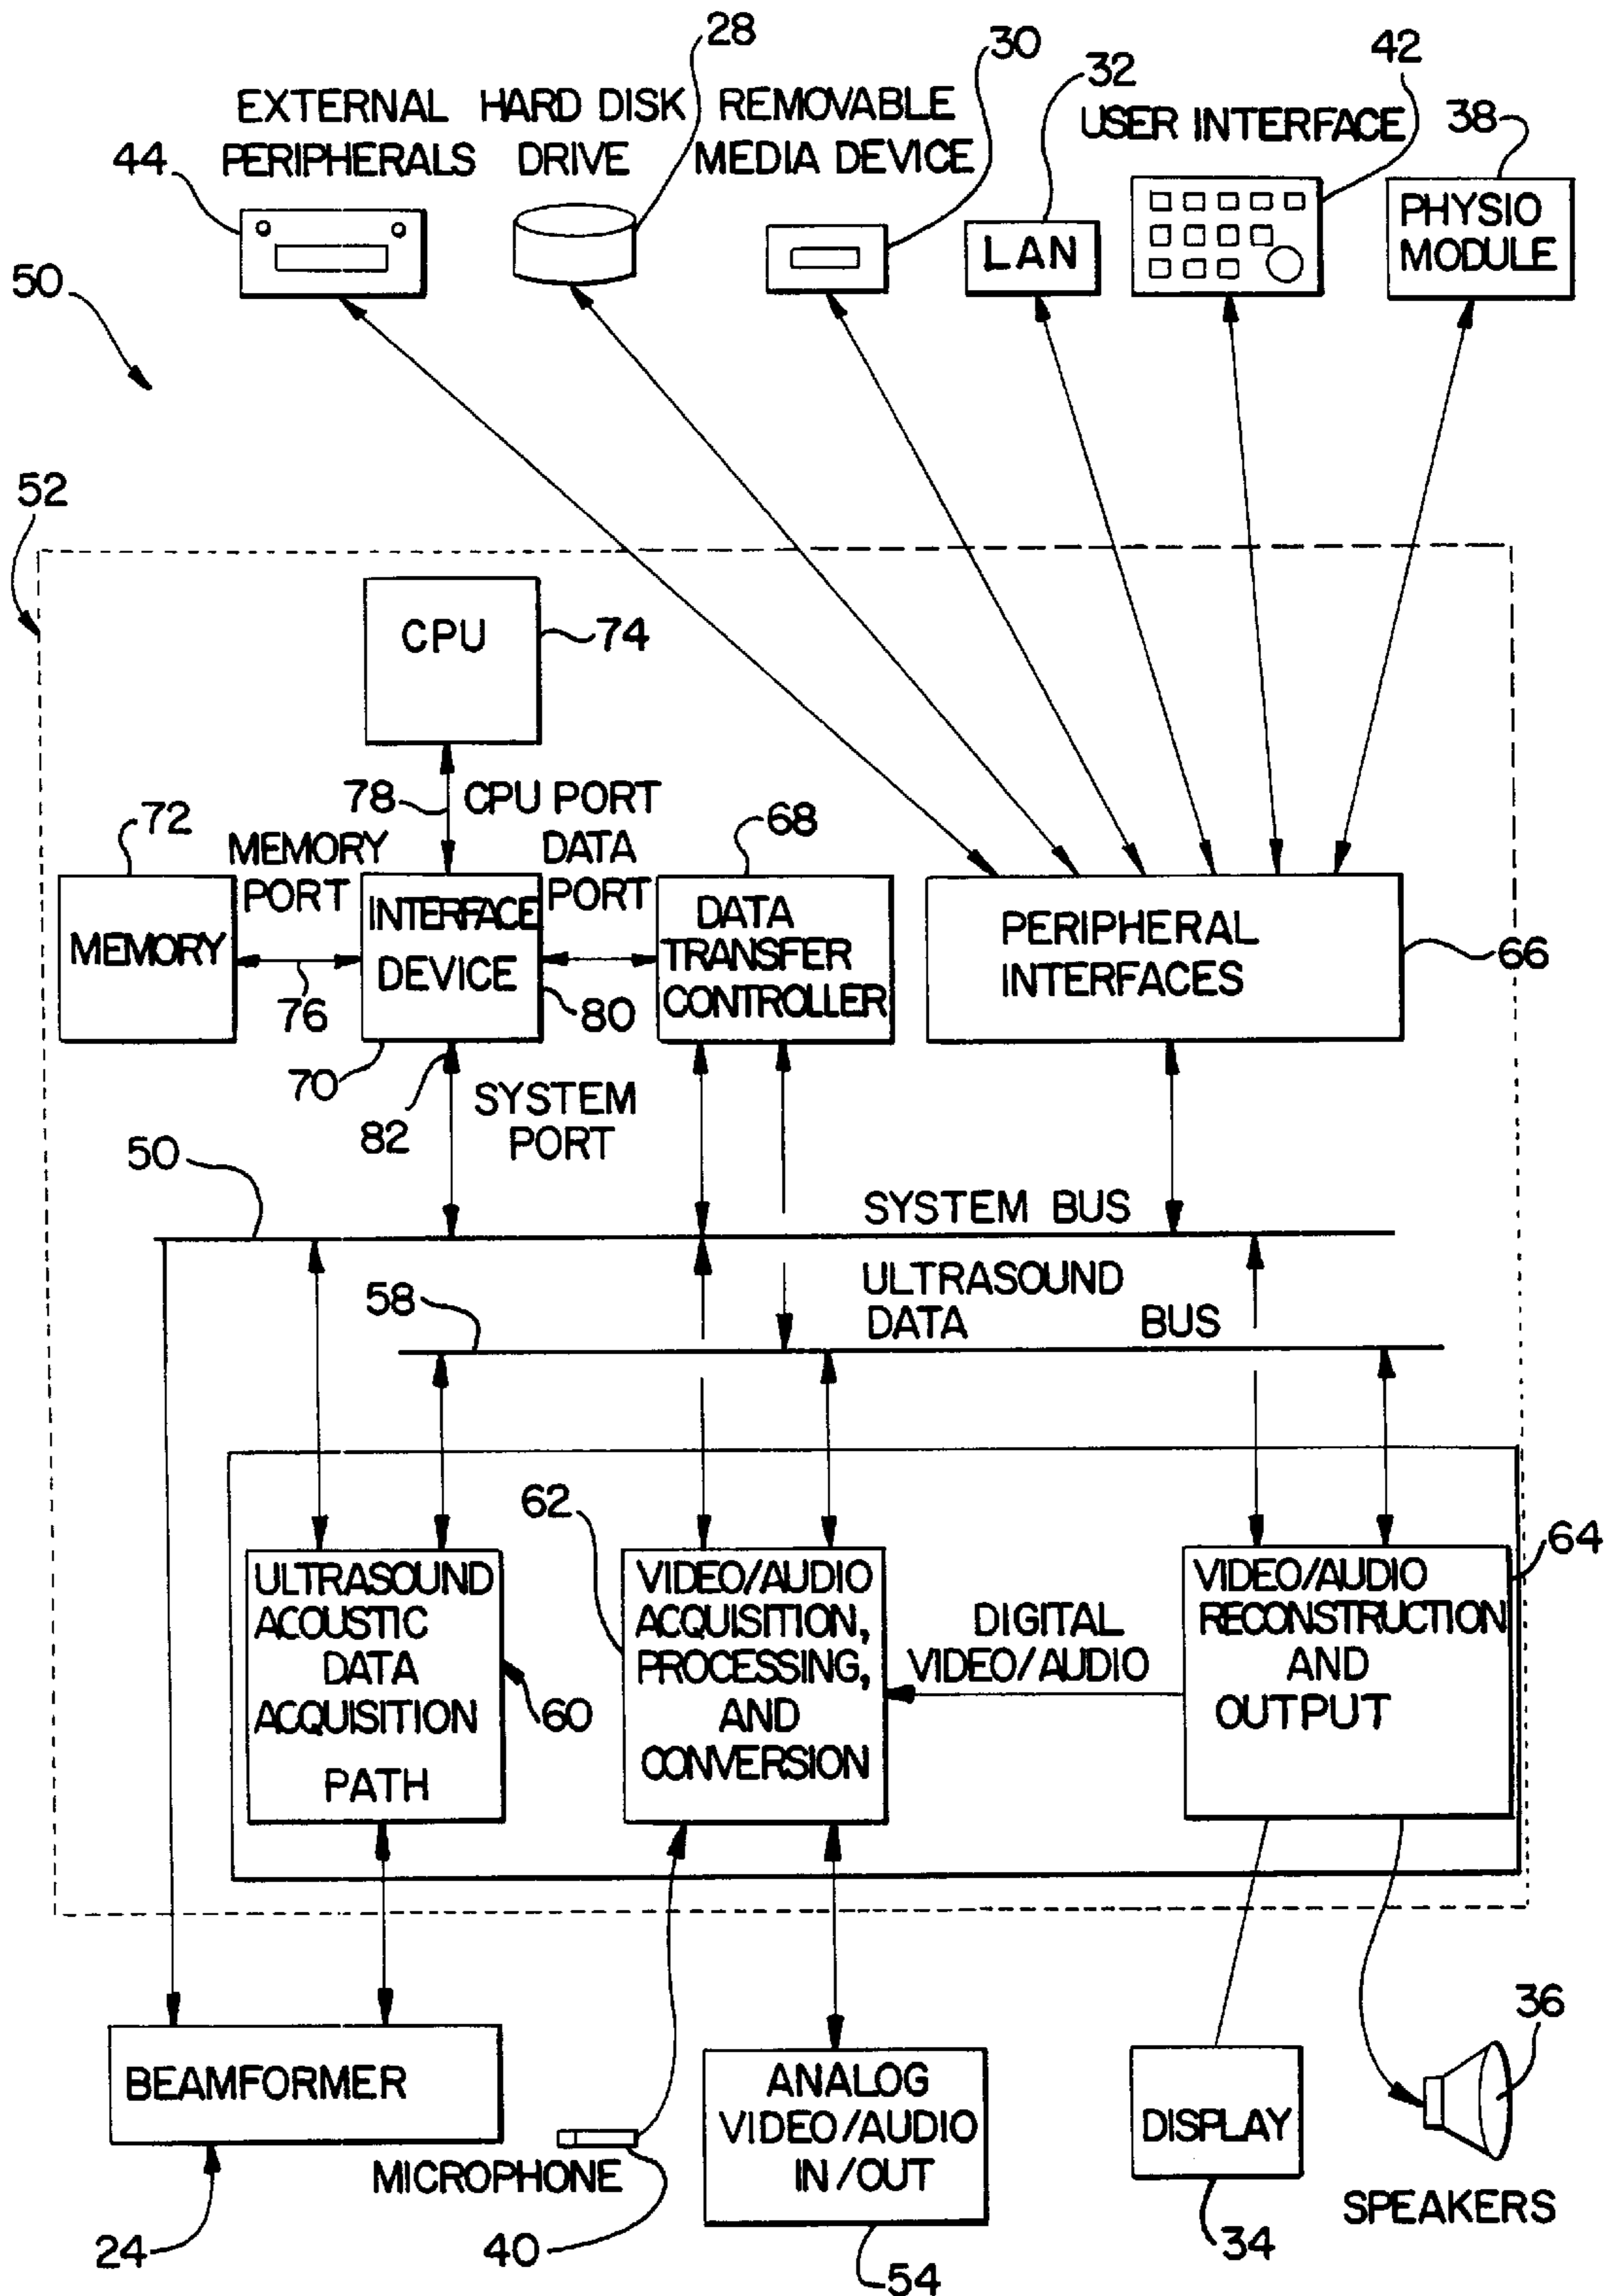 28
30
32
42
38
44
EXTERNAL
PERIPHERALS
HARD DISK
DRIVE
REMOVABLE
MEDIA DEVICE
USER INTERFACE
LAN
PHYSIO
MODULE
50
52
CPU
74
78
CPU PORT
72
MEMORY
PORT
DATA
PORT
68
MEMORY
76
INTERFACE
DEVICE
80
70
82
DATA
TRANSFER
CONTROLLER
PERIPHERAL
INTERFACES
66
SYSTEM
PORT
50
SYSTEM BUS
58
ULTRASOUND
DATA BUS
62
64
ULTRASOUND
ACOUSTIC
DATA
ACQUISITION
PATH
60
VIDEO/AUDIO
ACQUISITION,
PROCESSING,
AND
CONVERSION
DIGITAL
VIDEO/AUDIO
VIDEO/AUDIO
RECONSTRUCTION
AND
OUTPUT
BEAMFORMER
24
MICROPHONE
40
ANALOG
VIDEO/AUDIO
IN/OUT
54
DISPLAY
34
36
SPEAKERS